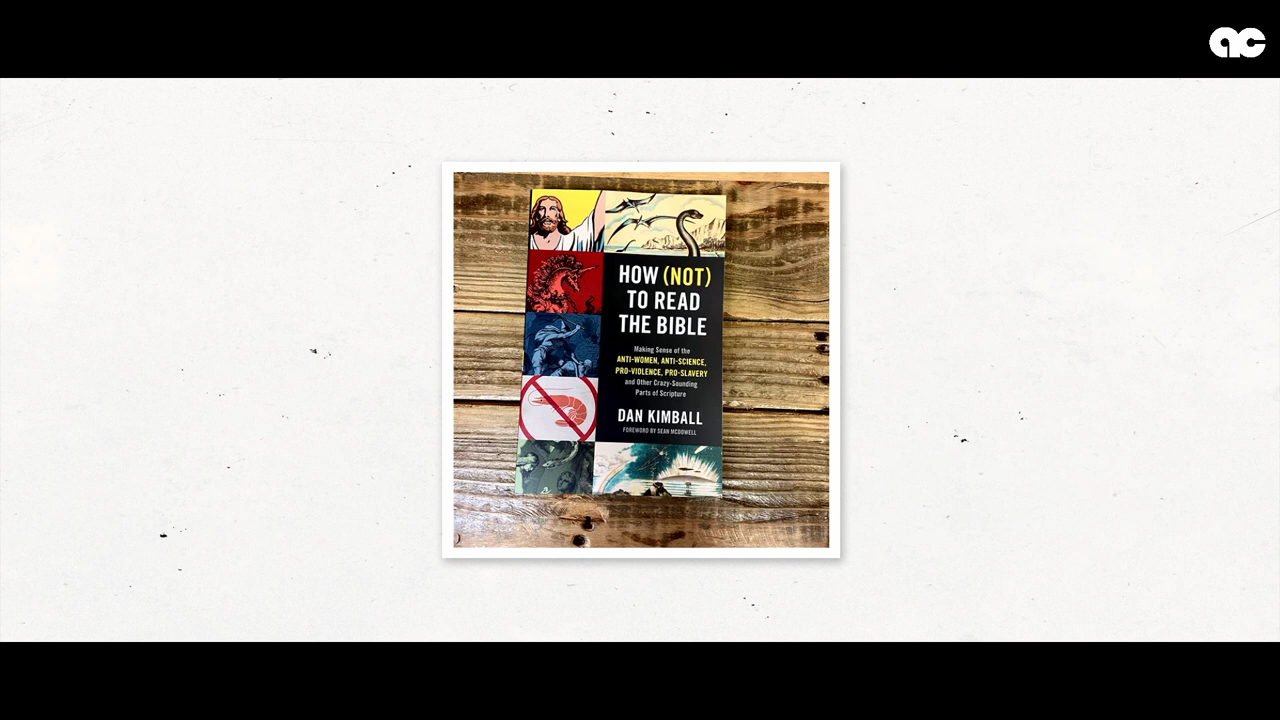 ac
HOW (NOT)
TO READ
THE BIBLE
Making Sense of the
ANTI-WOMEN, ANTI-SCIENCE,
PRO-VIOLENCE, PRO-SLAVERY
and Other Crazy-Sounding
Parts of Scripture
DAN KIMBALL
FOREWORD BY SEAN MCDOWELL